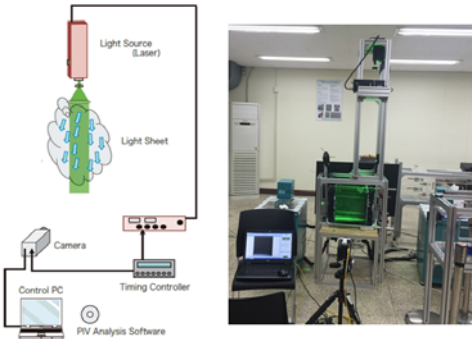 Light Source
(Laser)
Light Sheet
Camera
Timing Controller
Control PC
PIV Analysis Software